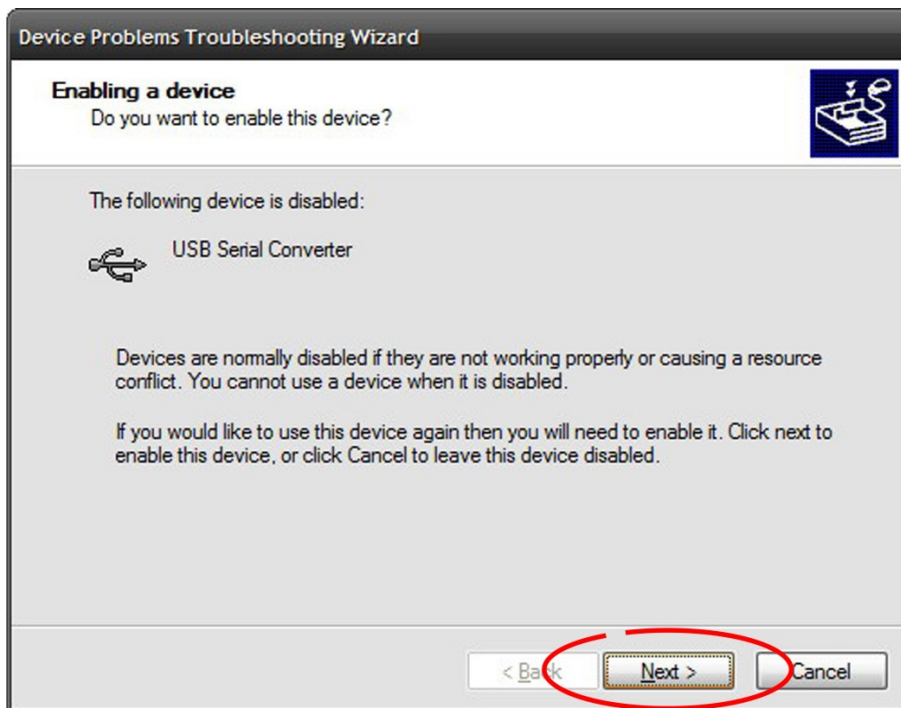 Device Problems Troubleshooting Wizard
Enabling a device
Do you want to enable this device?
The following device is disabled:
USB Serial Converter
Devices are normally disabled if they are not working properly or causing a resource
conflict. You cannot use a device when it is disabled.
If you would like to use this device again then you will need to enable it. Click next to
enable this device, or click Cancel to leave this device disabled.
< Back Next > Cancel